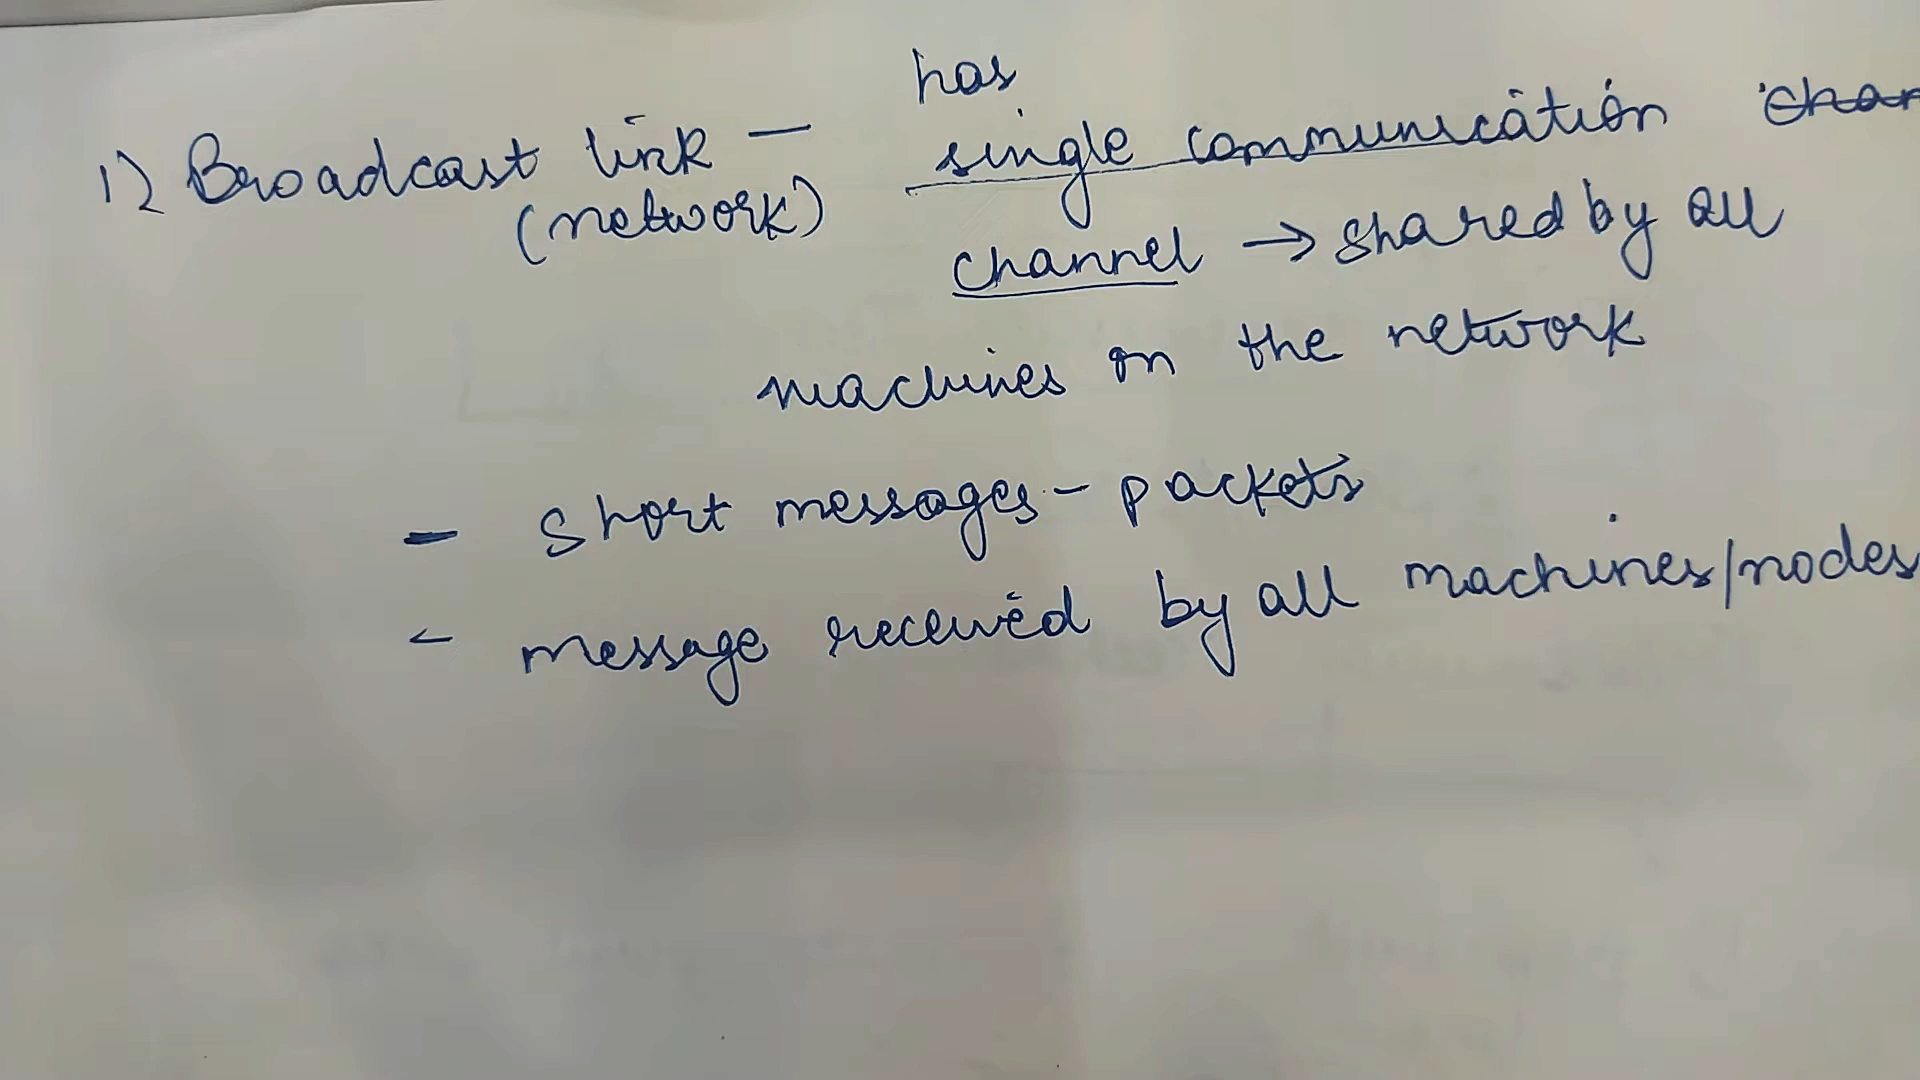 has
1) Broadcast link - single communication
(network) channel → shared by all
machines on the network
- short messages - packets
- message received by all machines/nodes